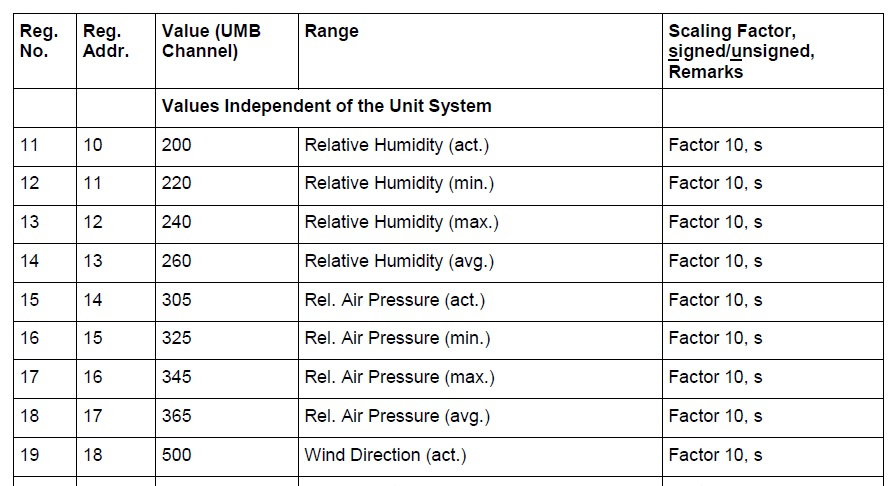 Reg. No. Reg. Addr. Value (UMB Channel) Range Scaling Factor, signed/unsigned, Remarks
Values Independent of the Unit System
11 10 200 Relative Humidity (act.) Factor 10, s
12 11 220 Relative Humidity (min.) Factor 10, s
13 12 240 Relative Humidity (max.) Factor 10, s
14 13 260 Relative Humidity (avg.) Factor 10, s
15 14 305 Rel. Air Pressure (act.) Factor 10, s
16 15 325 Rel. Air Pressure (min.) Factor 10, s
17 16 345 Rel. Air Pressure (max.) Factor 10, s
18 17 365 Rel. Air Pressure (avg.) Factor 10, s
19 18 500 Wind Direction (act.) Factor 10, s